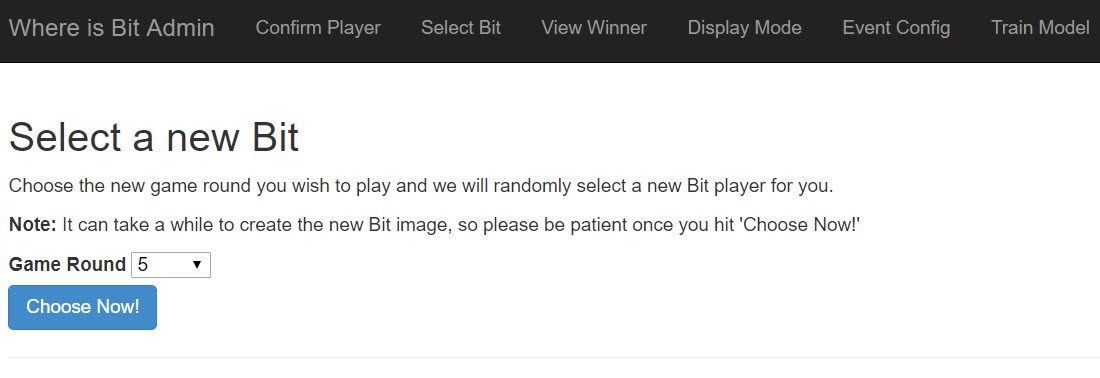 Where is Bit Admin Confirm Player Select Bit View Winner Display Mode Event Config Train Model
Select a new Bit
Choose the new game round you wish to play and we will randomly select a new Bit player for you.
Note: It can take a while to create the new Bit image, so please be patient once you hit 'Choose Now!'
Game Round 5
Choose Now!